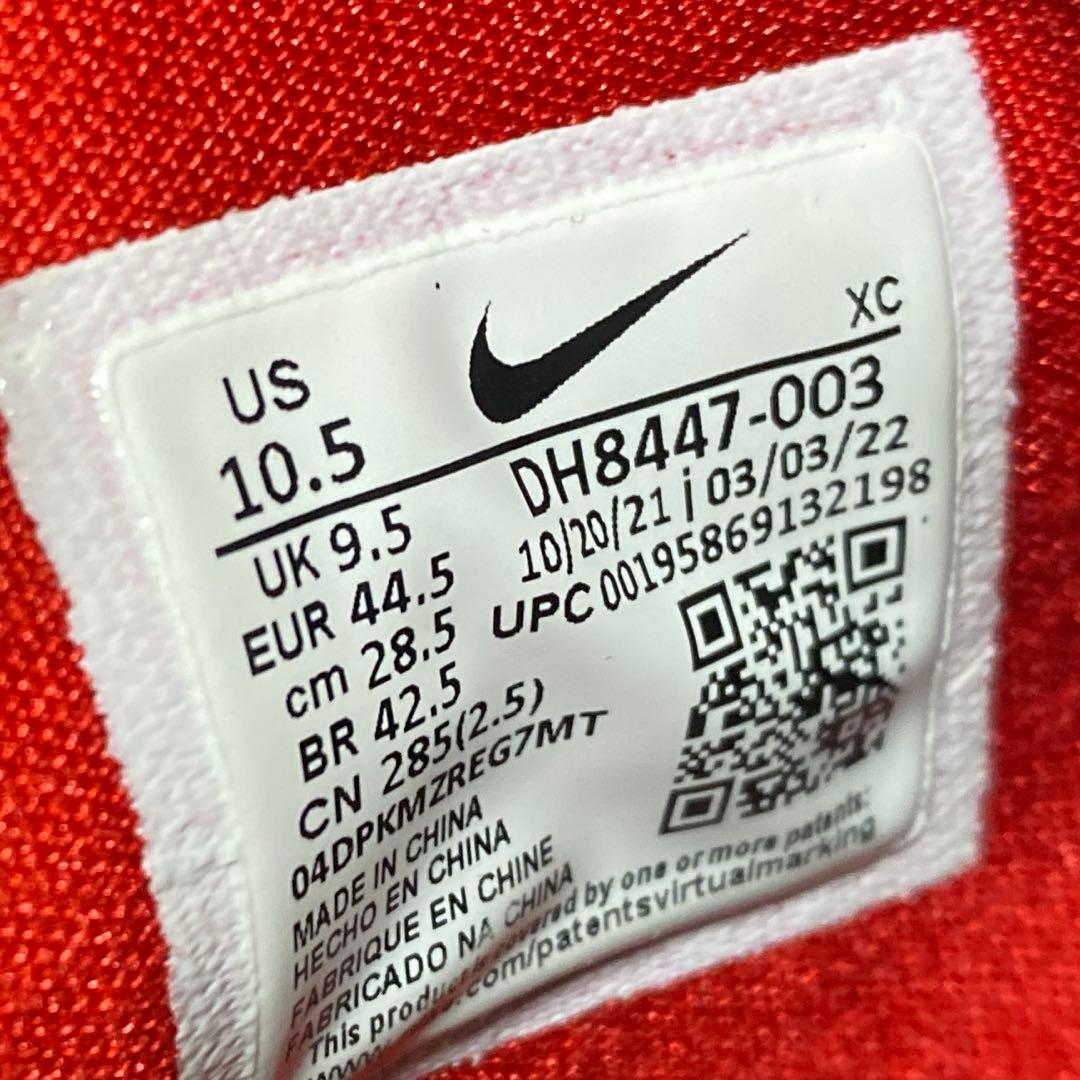 XC
US
10.5
DH8447-003
10/20/21 | 03/03/22
UPC 00195869132198
UK 9.5
EUR 44.5
cm 28.5
BR 42.5
CN 285(2.5)
04DPKMZREG7MT
MADE IN CHINA
HECHO EN CHINA
FABRIQUE EN CHINE
FABRICADO NA CHINA
This product covered by one or more patents:
.com/patentsvirtualmarking